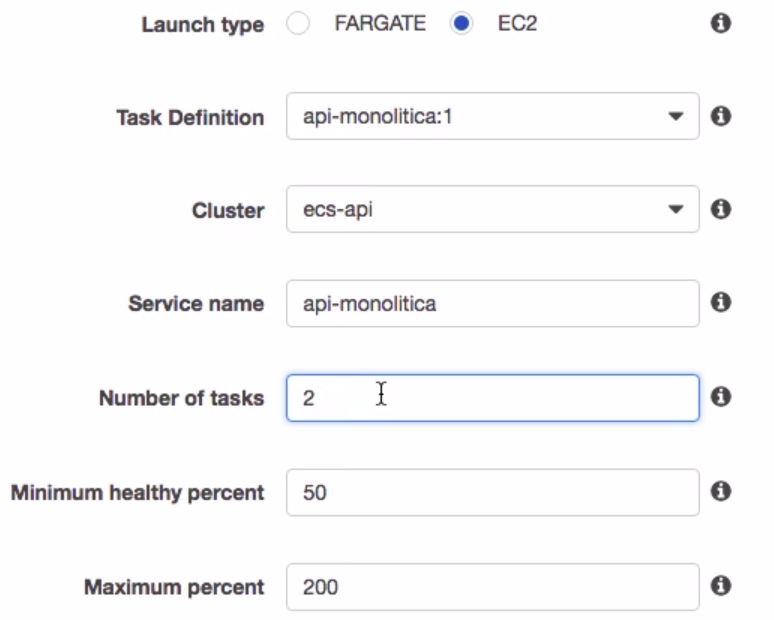 Launch type FARGATE EC2
Task Definition api-monolitica:1
Cluster ecs-api
Service name api-monolitica
Number of tasks 2
Minimum healthy percent 50
Maximum percent 200